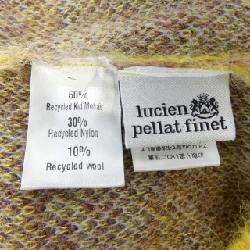 60%
Recycled Kid Mohair
30%
Recycled Nylon
10%
Recycled wool
lucien
pellat-finet